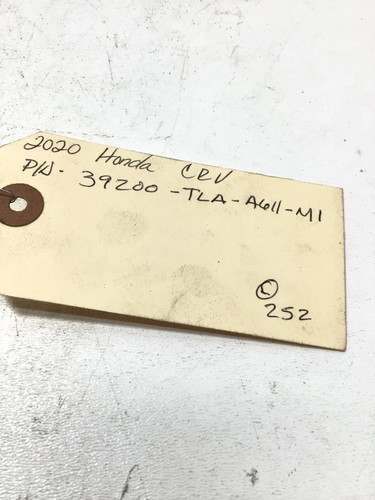 2020 Honda CRV
P/N. 39200-TLA-A611-M1
Ⓛ
252